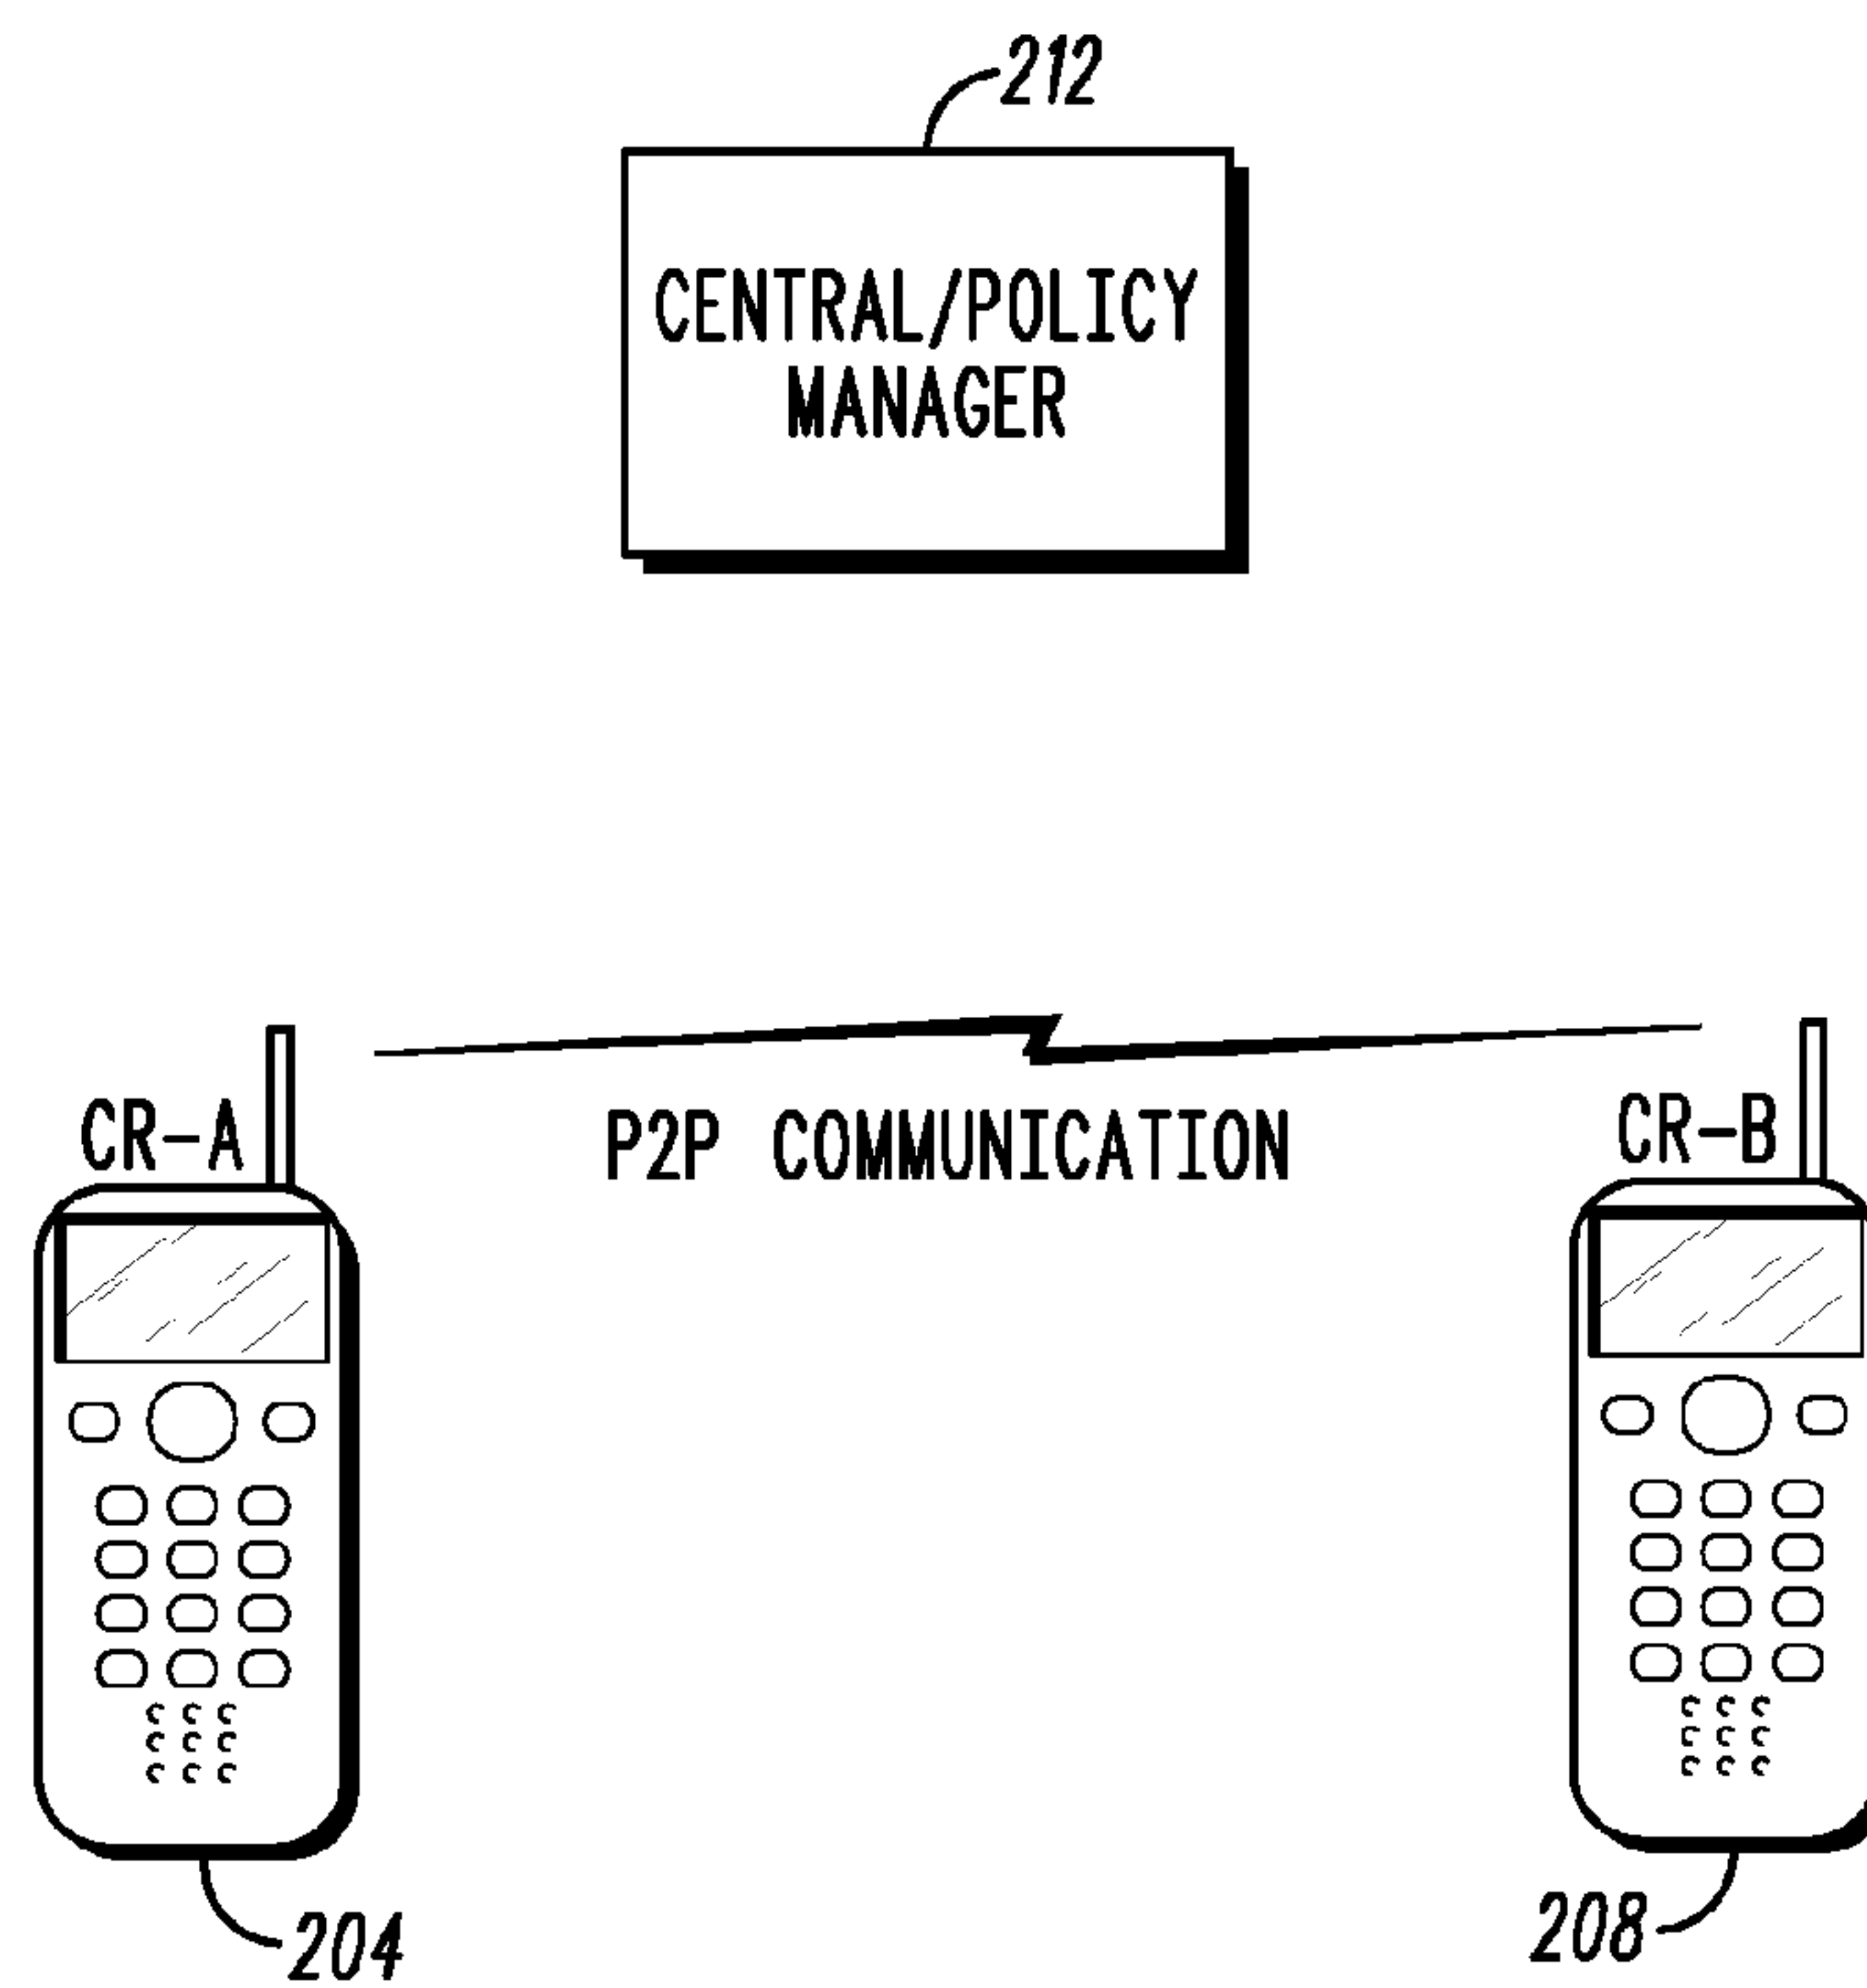 212
CENTRAL/POLICY
MANAGER
CR-A
P2P COMMUNICATION
CR-B
204
208